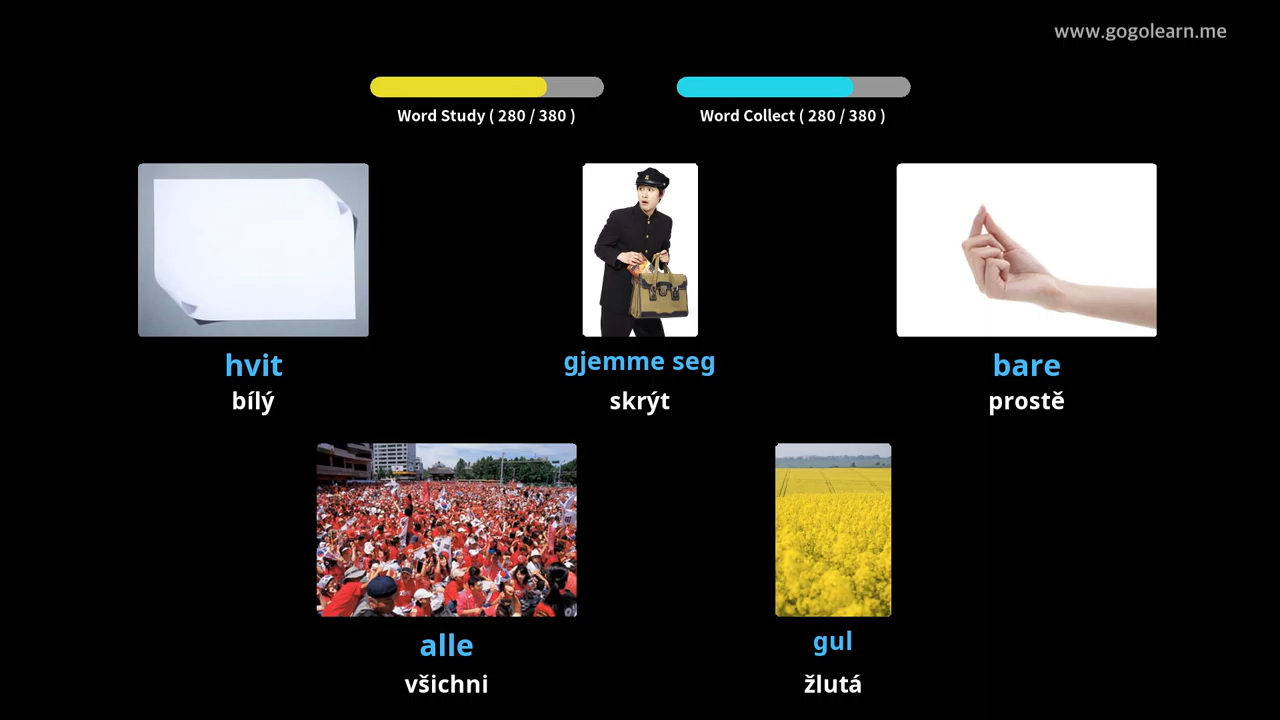 www.gogolearn.me
Word Study ( 280 / 380 )
Word Collect ( 280 / 380 )
hvit
gjemme seg
bare
bílý
skrýt
prostě
alle
gul
všichni
žlutá